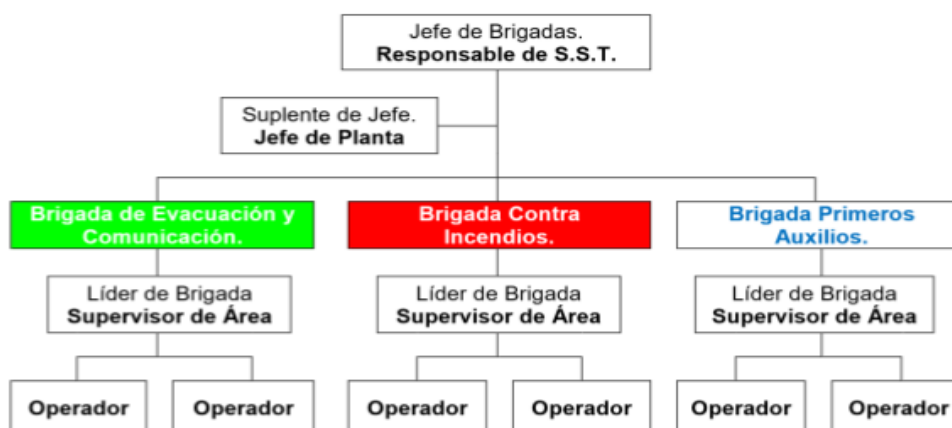 Jefe de Brigadas.
Responsable de S.S.T.
Suplente de Jefe.
Jefe de Planta
Brigada de Evacuación y
Comunicación.
Brigada Contra
Incendios.
Brigada Primeros
Auxilios.
Líder de Brigada
Supervisor de Área
Líder de Brigada
Supervisor de Área
Líder de Brigada
Supervisor de Área
Operador
Operador
Operador
Operador
Operador
Operador